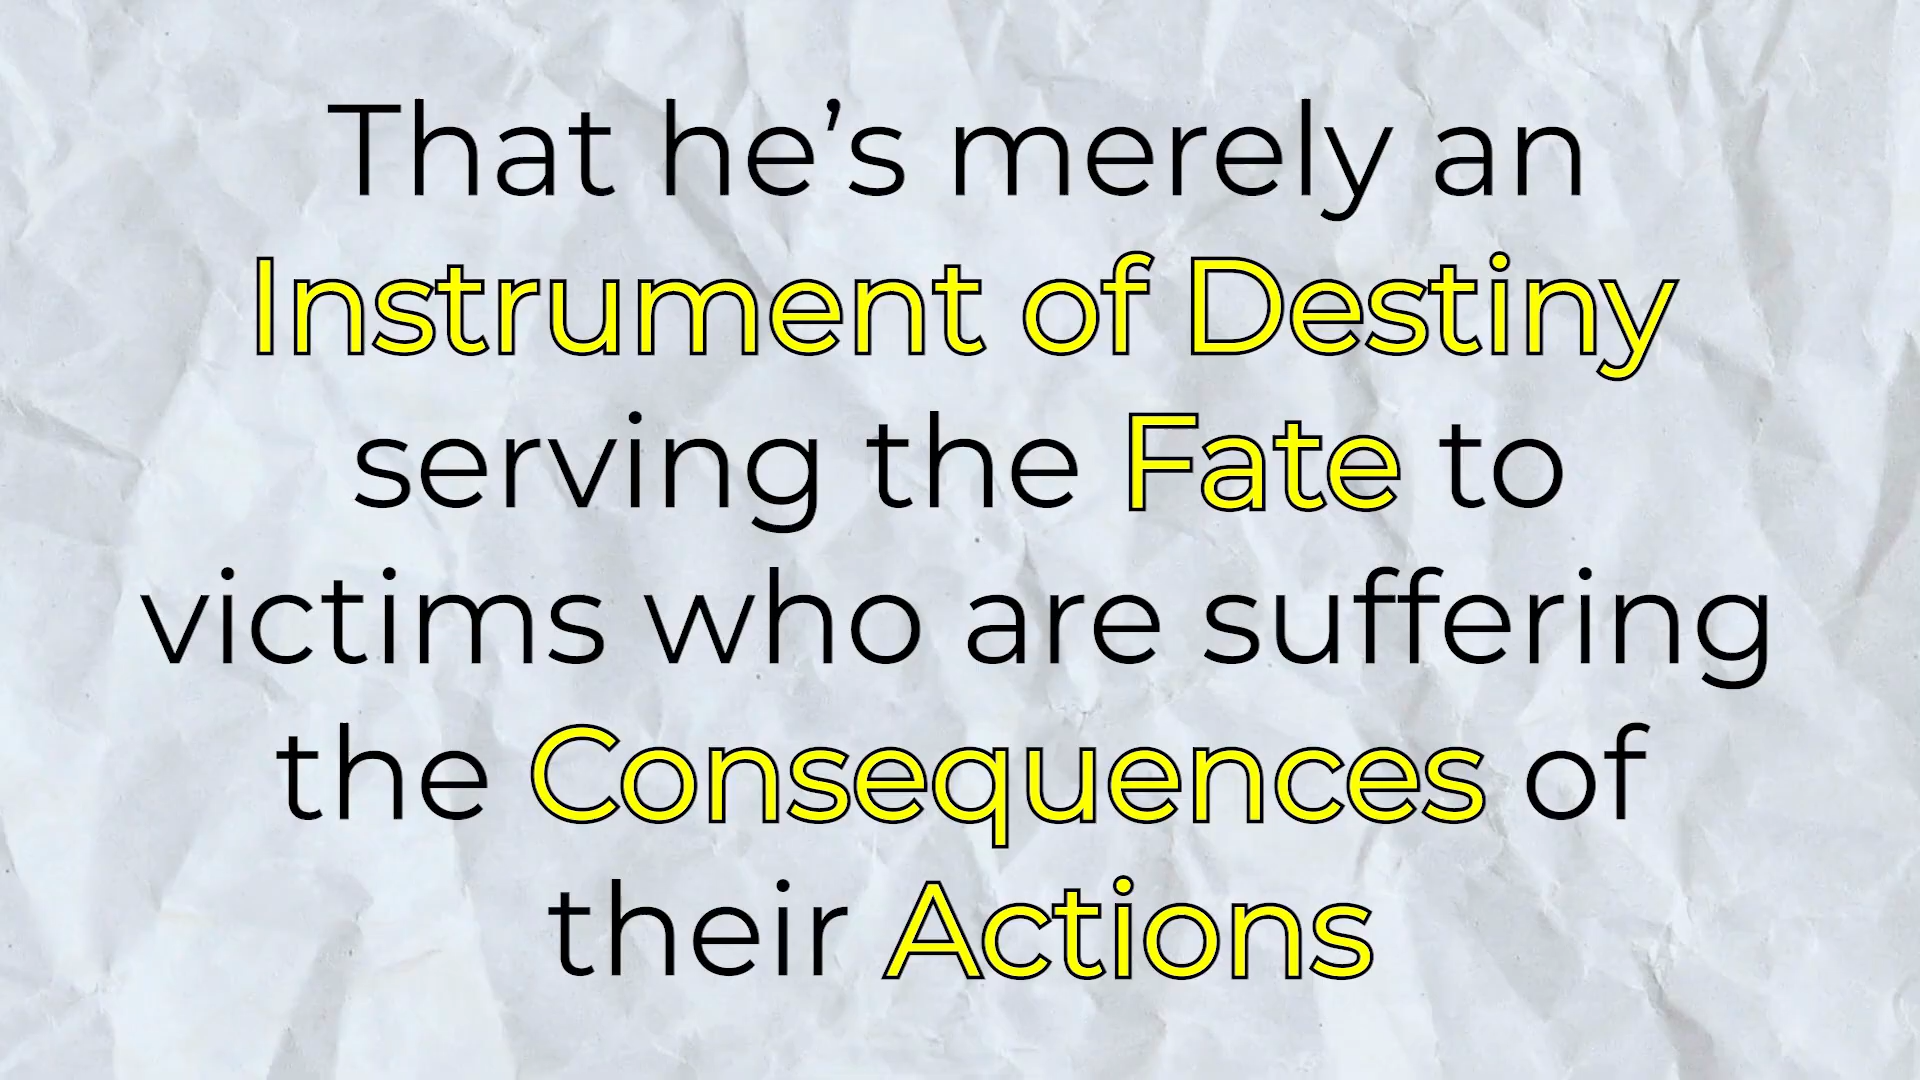 That he’s merely an
Instrument of Destiny
serving the Fate to
victims who are suffering
the Consequences of
their Actions